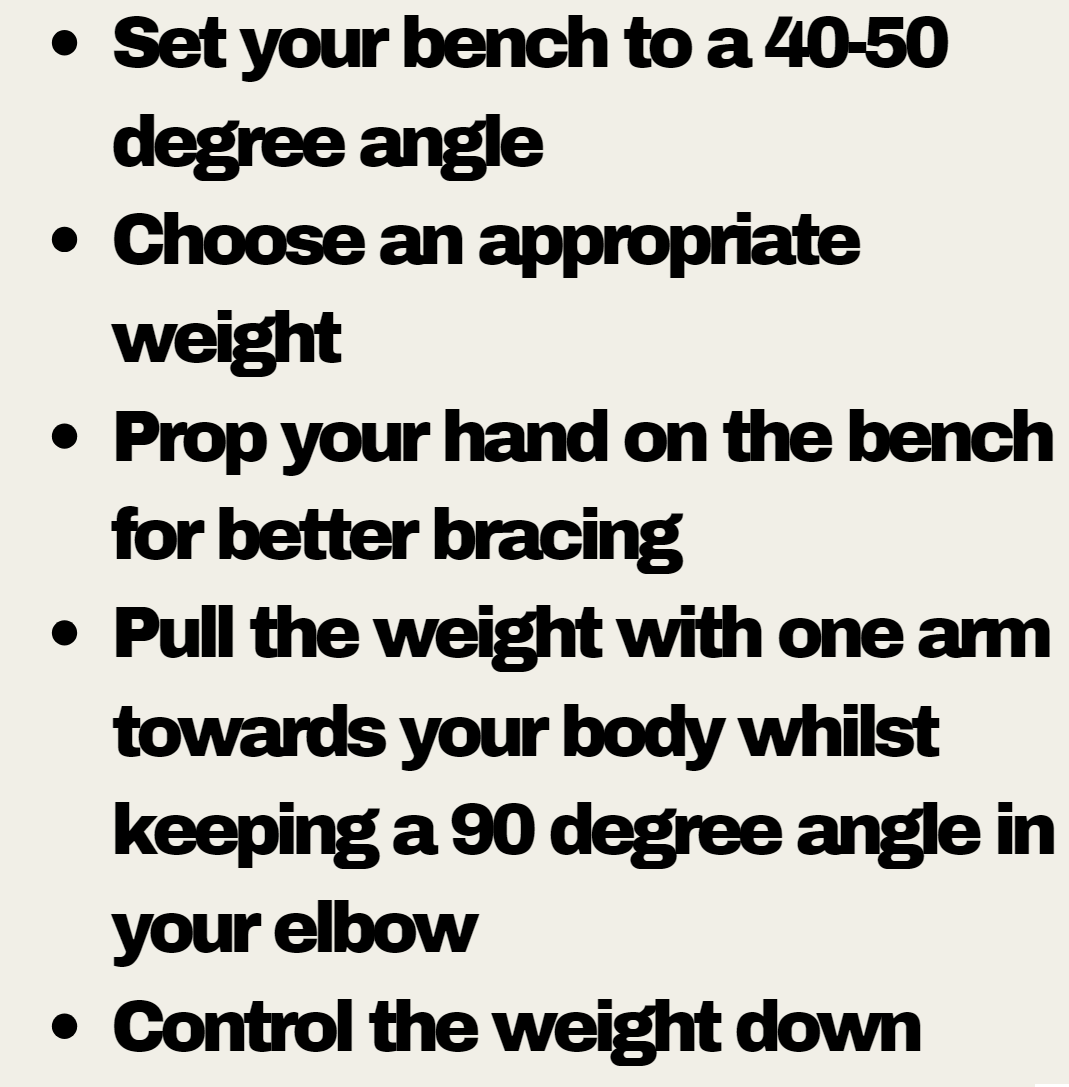 • Set your bench to a 40-50
degree angle
• Choose an appropriate
weight
• Prop your hand on the bench
for better bracing
• Pull the weight with one arm
towards your body whilst
keeping a 90 degree angle in
your elbow
• Control the weight down